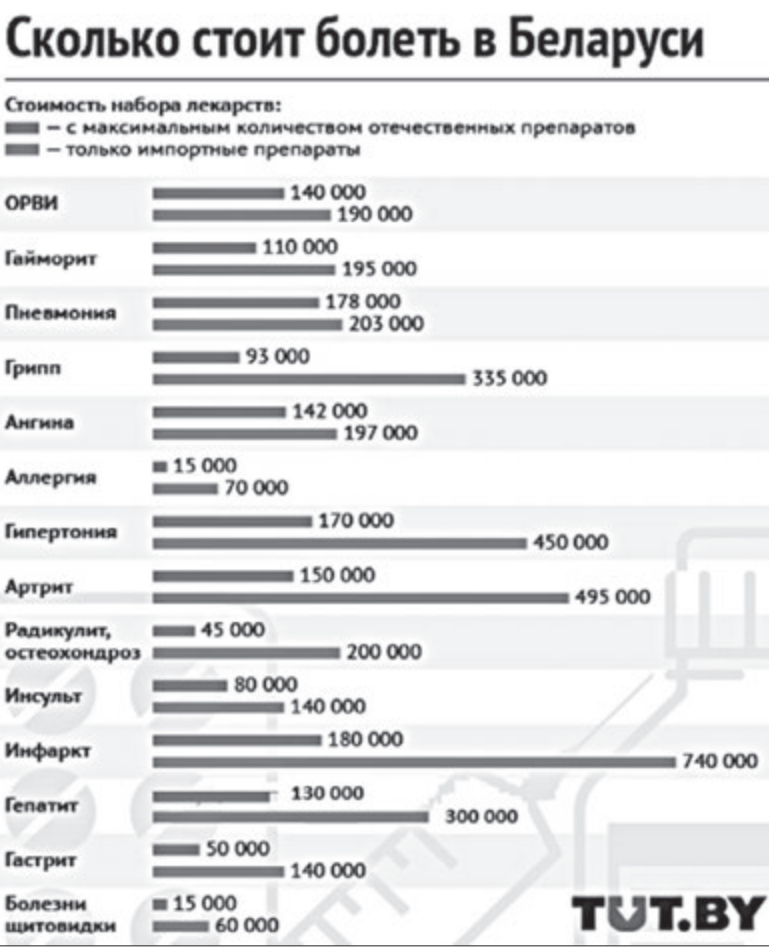 Сколько стоит болеть в Беларуси
Стоимость набора лекарств:
— с максимальным количеством отечественных препаратов
— только импортные препараты
ОРВИ
140 000
190 000
Гайморит
110 000
195 000
Пневмония
178 000
203 000
Грипп
93 000
335 000
Ангина
142 000
197 000
Аллергия
15 000
70 000
Гипертония
170 000
450 000
Артрит
150 000
495 000
Радикулит,
остеохондроз
45 000
200 000
Инсульт
80 000
140 000
Инфаркт
180 000
740 000
Гепатит
130 000
300 000
Гастрит
50 000
140 000
Болезни
щитовидки
15 000
60 000
TUT.BY